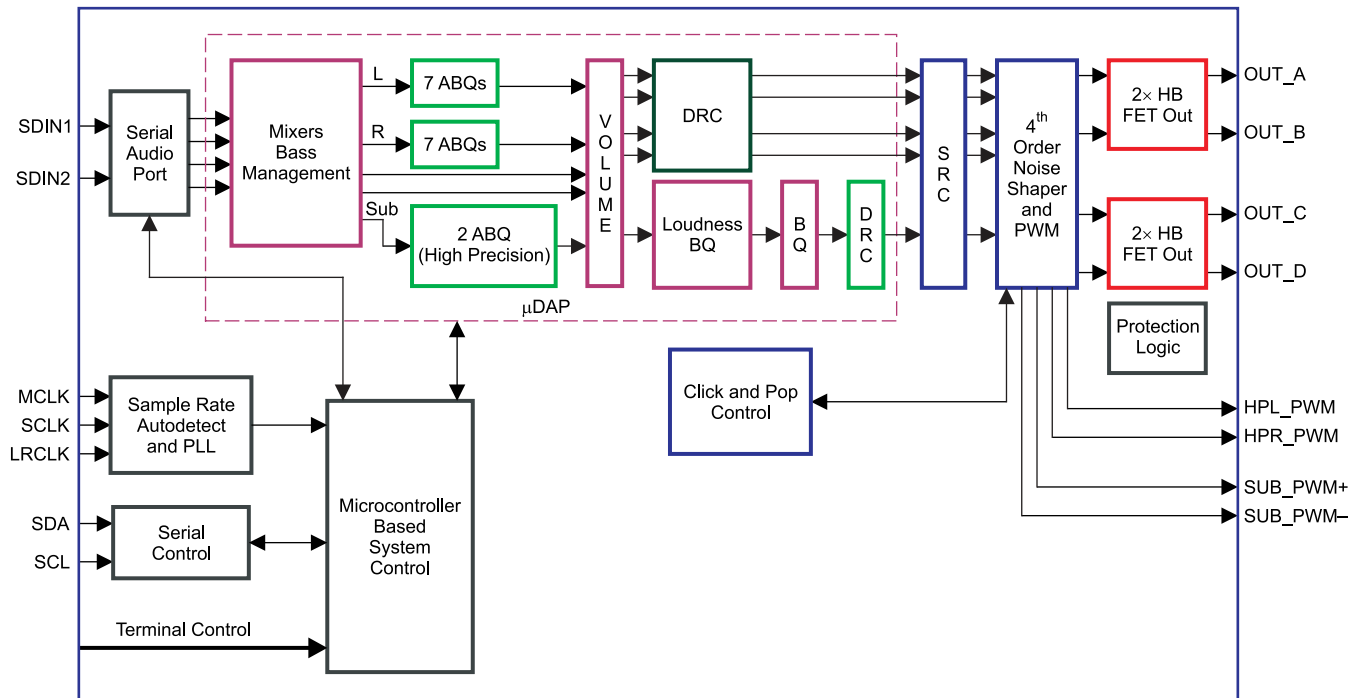 SDIN1
SDIN2
Serial
Audio
Port
Mixers
Bass
Management
L
7 ABQs
R
7 ABQs
Sub
2 ABQ
(High Precision)
V
O
L
U
M
E
DRC
Loudness
BQ
B
Q
D
R
C
μDAP
S
R
C
4th
Order
Noise
Shaper
and
PWM
2× HB
FET Out
2× HB
FET Out
Protection
Logic
OUT_A
OUT_B
OUT_C
OUT_D
MCLK
SCLK
LRCLK
Sample Rate
Autodetect
and PLL
Click and Pop
Control
HPL_PWM
HPR_PWM
SUB_PWM+
SUB_PWM–
SDA
SCL
Serial
Control
Microcontroller
Based
System
Control
Terminal Control